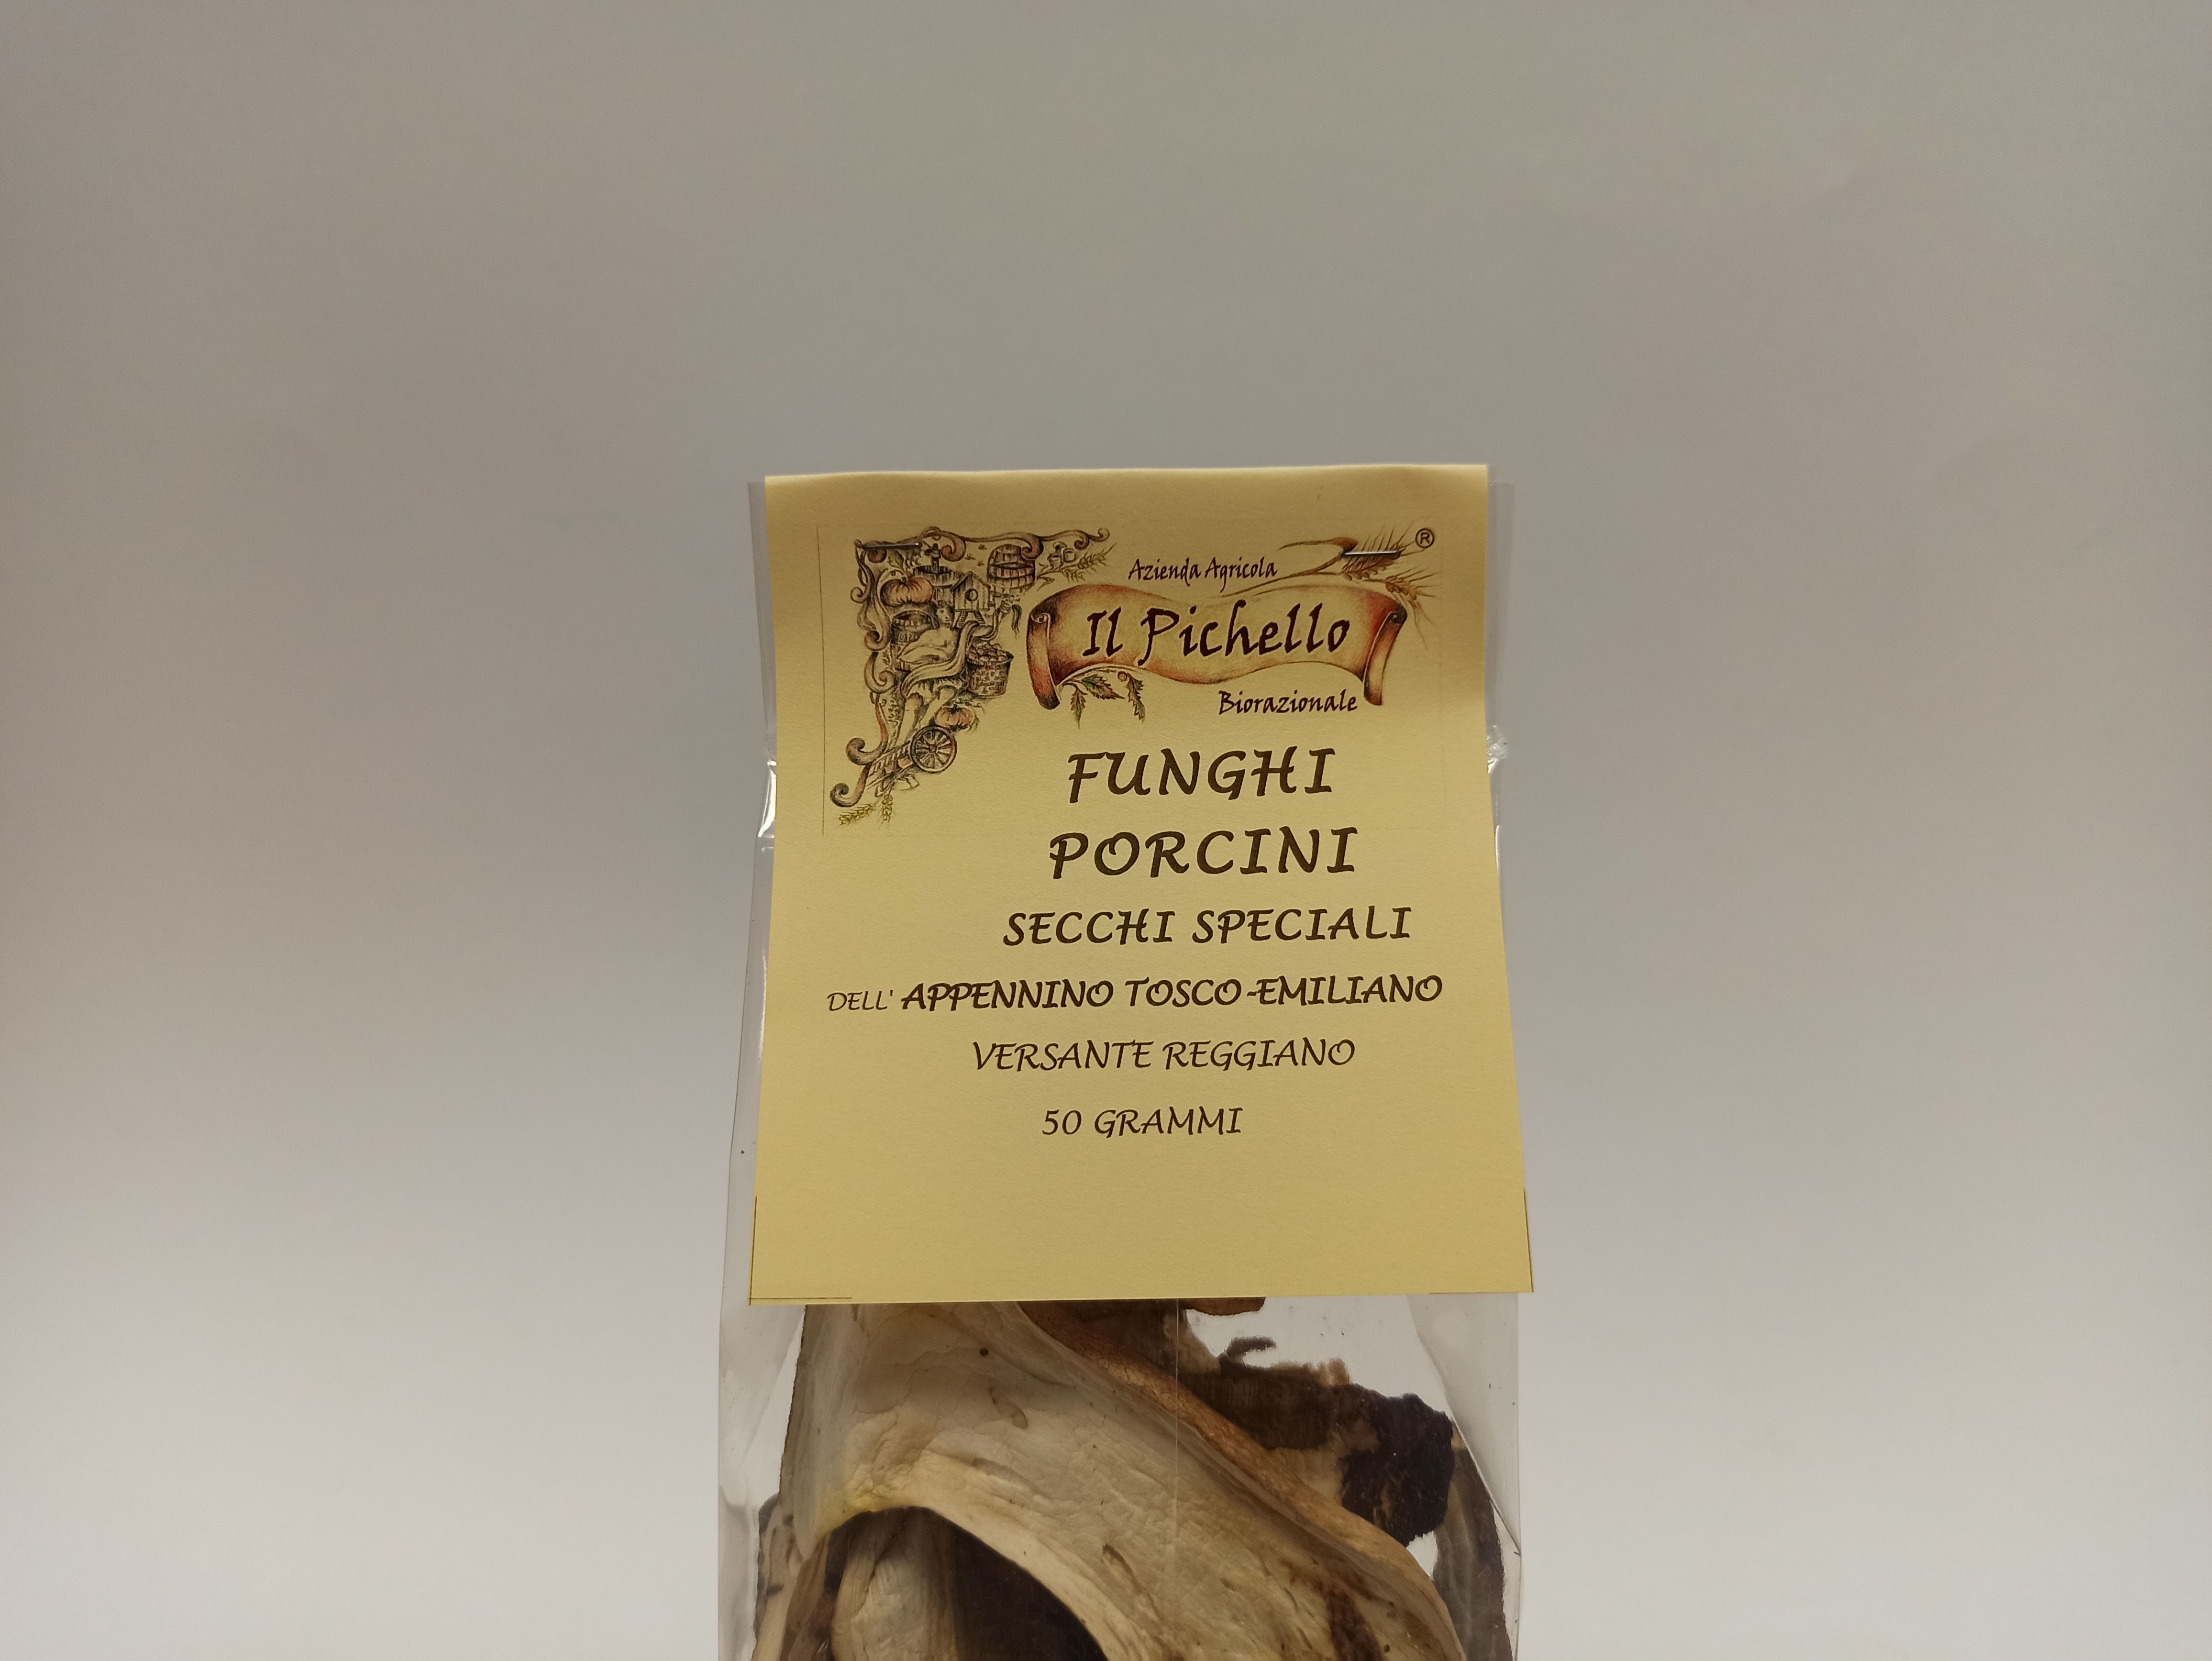 Azienda Agricola ®
Il Pichello
Biorazionale
FUNGHI
PORCINI
SECCHI SPECIALI
DELL' APPENNINO TOSCO-EMILIANO
VERSANTE REGGIANO
50 GRAMMI